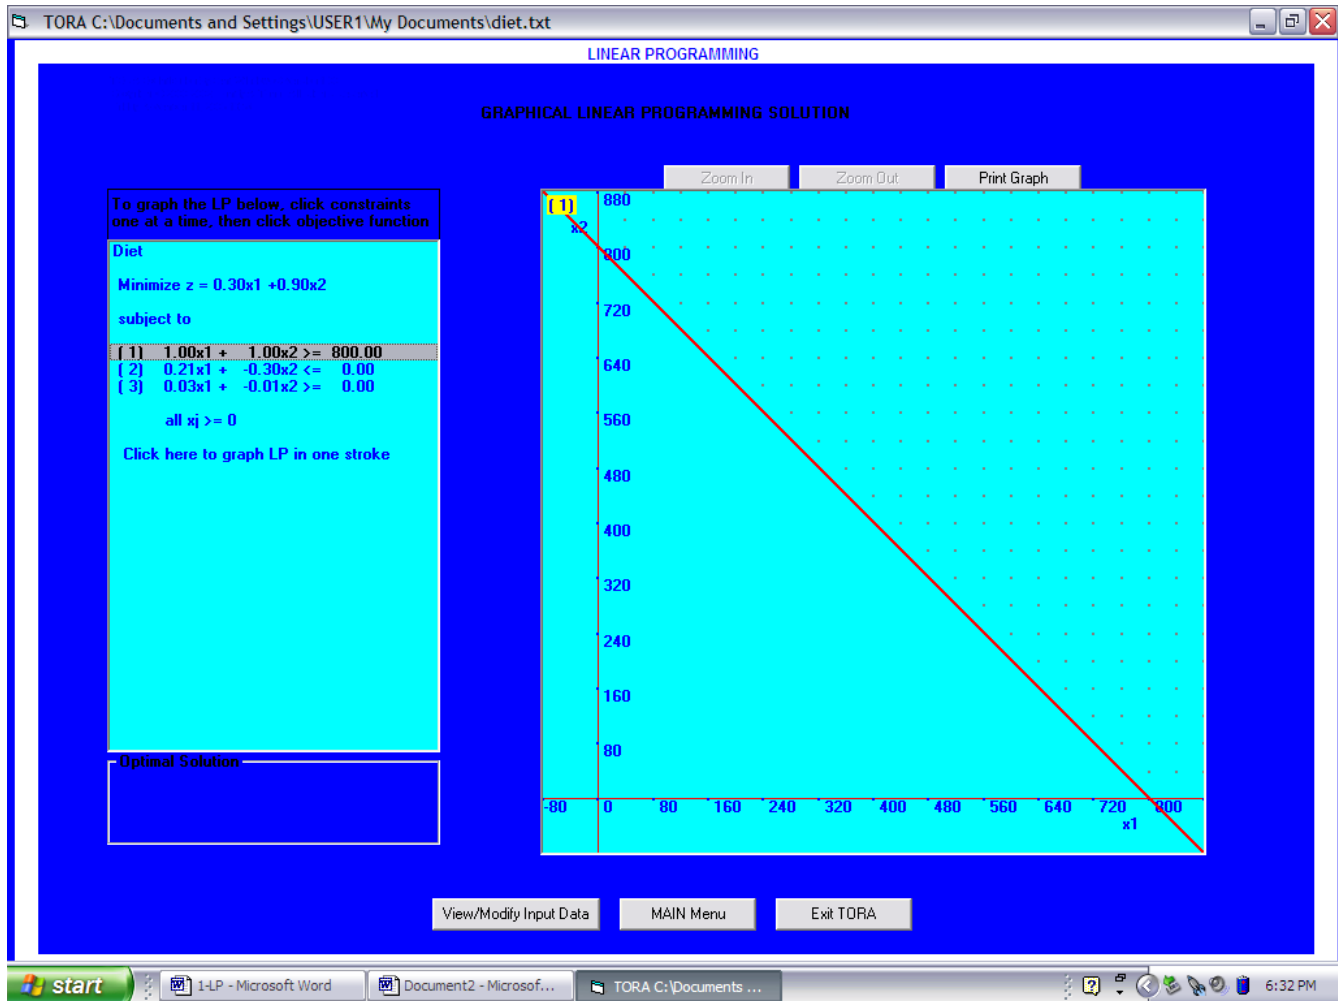 TORA C:\Documents and Settings\USER1\My Documents\diet.txt
LINEAR PROGRAMMING
GRAPHICAL LINEAR PROGRAMMING SOLUTION
Zoom In Zoom Out Print Graph
To graph the LP below, click constraints
one at a time, then click objective function
Diet
Minimize z = 0.30x1 +0.90x2
subject to
( 1) 1.00x1 + 1.00x2 >= 800.00
( 2) 0.21x1 + -0.30x2 <= 0.00
( 3) 0.03x1 + -0.01x2 >= 0.00
all xj >= 0
Click here to graph LP in one stroke
Optimal Solution
( 1)
x2
880
800
720
640
560
480
400
320
240
160
80
-80 0 80 160 240 320 400 480 560 640 720 800
x1
View/Modify Input Data MAIN Menu Exit TORA
start 1-LP - Microsoft Word Document2 - Microsof... TORA C:\Documents ... 6:32 PM